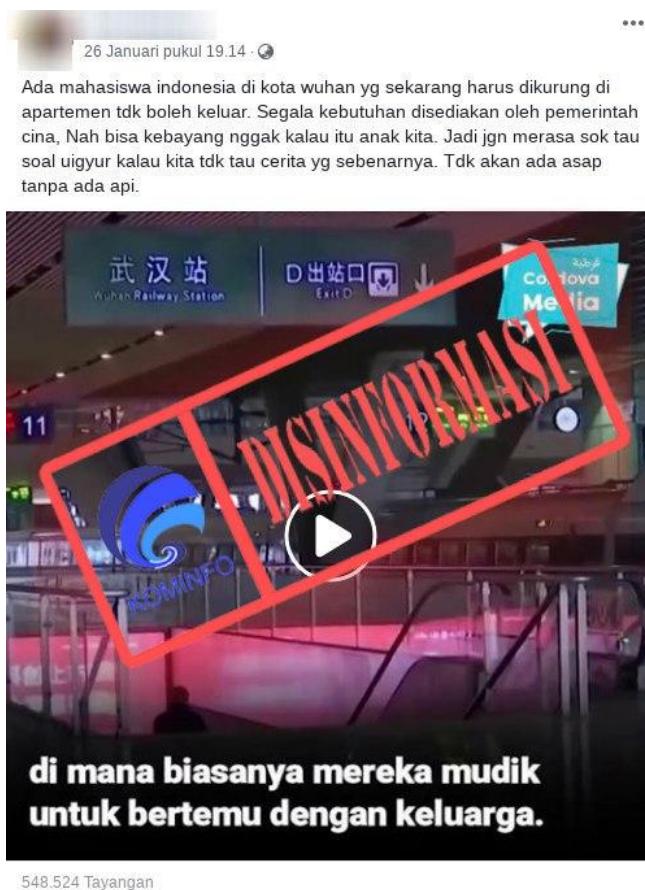 26 Januari pukul 19.14 ·
Ada mahasiswa indonesia di kota wuhan yg sekarang harus dikurung di
apartemen tdk boleh keluar. Segala kebutuhan disediakan oleh pemerintah
cina, Nah bisa kebayang nggak kalau itu anak kita. Jadi jgn merasa sok tau
soal uigyur kalau kita tdk tau cerita yg sebenarnya. Tdk akan ada asap
tanpa ada api.
武汉站
Wuhan Railway Station
D出站口
Exit D
قرطبة
Cordova
Media
11
12
DISINFORMASI
KOMINFO
di mana biasanya mereka mudik
untuk bertemu dengan keluarga.
548.524 Tayangan